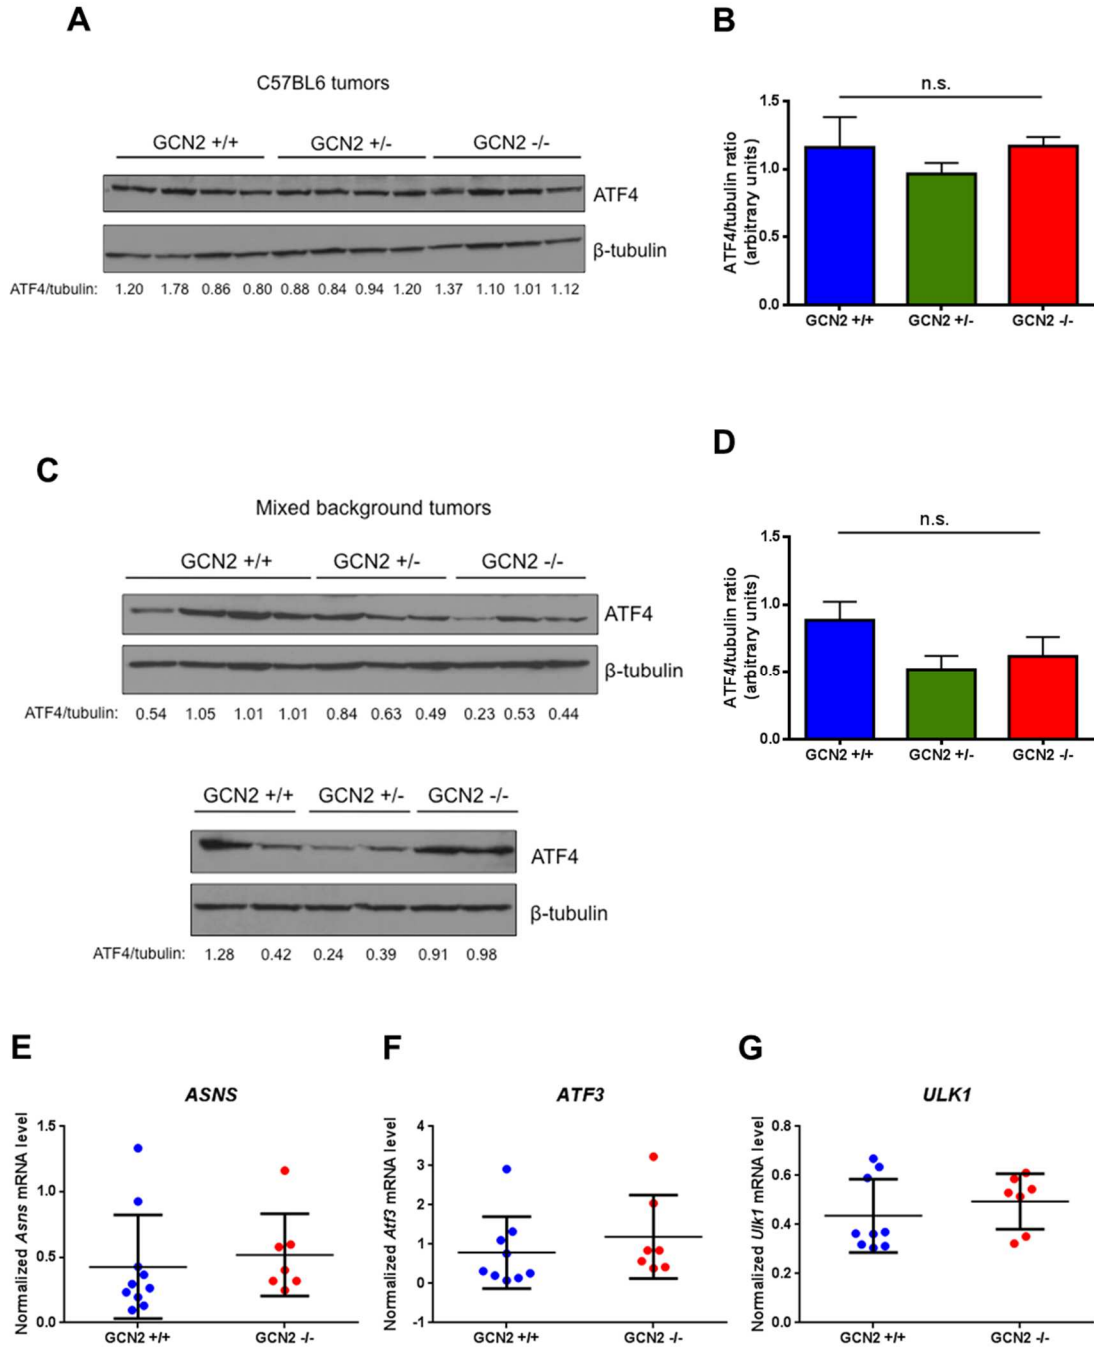 A
C57BL6 tumors
GCN2 +/+ GCN2 +/- GCN2 -/-
ATF4
β-tubulin
ATF4/tubulin: 1.20 1.78 0.86 0.80 0.88 0.84 0.94 1.20 1.37 1.10 1.01 1.12
B
n.s.
ATF4/tubulin ratio
(arbitrary units)
1.5
1.0
0.5
0.0
GCN2 +/+ GCN2 +/- GCN2 -/-
C
Mixed background tumors
GCN2 +/+ GCN2 +/- GCN2 -/-
ATF4
β-tubulin
ATF4/tubulin: 0.54 1.05 1.01 1.01 0.84 0.63 0.49 0.23 0.53 0.44
GCN2 +/+ GCN2 +/- GCN2 -/-
ATF4
β-tubulin
ATF4/tubulin: 1.28 0.42 0.24 0.39 0.91 0.98
D
n.s.
ATF4/tubulin ratio
(arbitrary units)
1.5
1.0
0.5
0.0
GCN2 +/+ GCN2 +/- GCN2 -/-
E
ASNS
Normalized Asns mRNA level
1.5
1.0
0.5
0.0
GCN2 +/+ GCN2 -/-
F
ATF3
Normalized Atf3 mRNA level
4
3
2
1
0
-1
GCN2 +/+ GCN2 -/-
G
ULK1
Normalized Ulk1 mRNA level
0.8
0.6
0.4
0.2
0.0
GCN2 +/+ GCN2 -/-